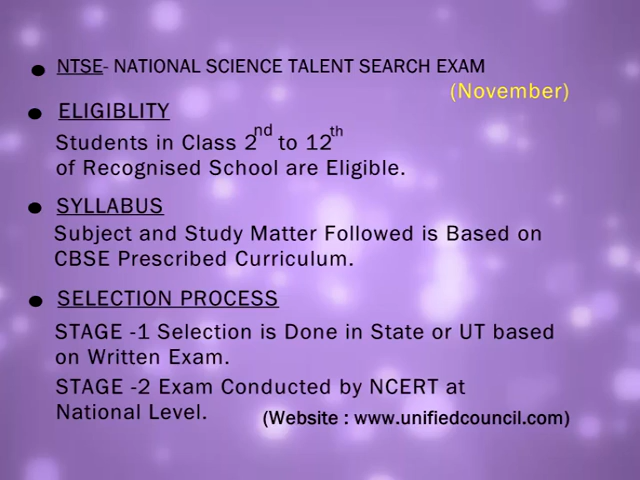 • NTSE- NATIONAL SCIENCE TALENT SEARCH EXAM
(November)
• ELIGIBLITY
Students in Class 2nd to 12th
of Recognised School are Eligible.
• SYLLABUS
Subject and Study Matter Followed is Based on
CBSE Prescribed Curriculum.
• SELECTION PROCESS
STAGE -1 Selection is Done in State or UT based
on Written Exam.
STAGE -2 Exam Conducted by NCERT at
National Level.
(Website : www.unifiedcouncil.com)